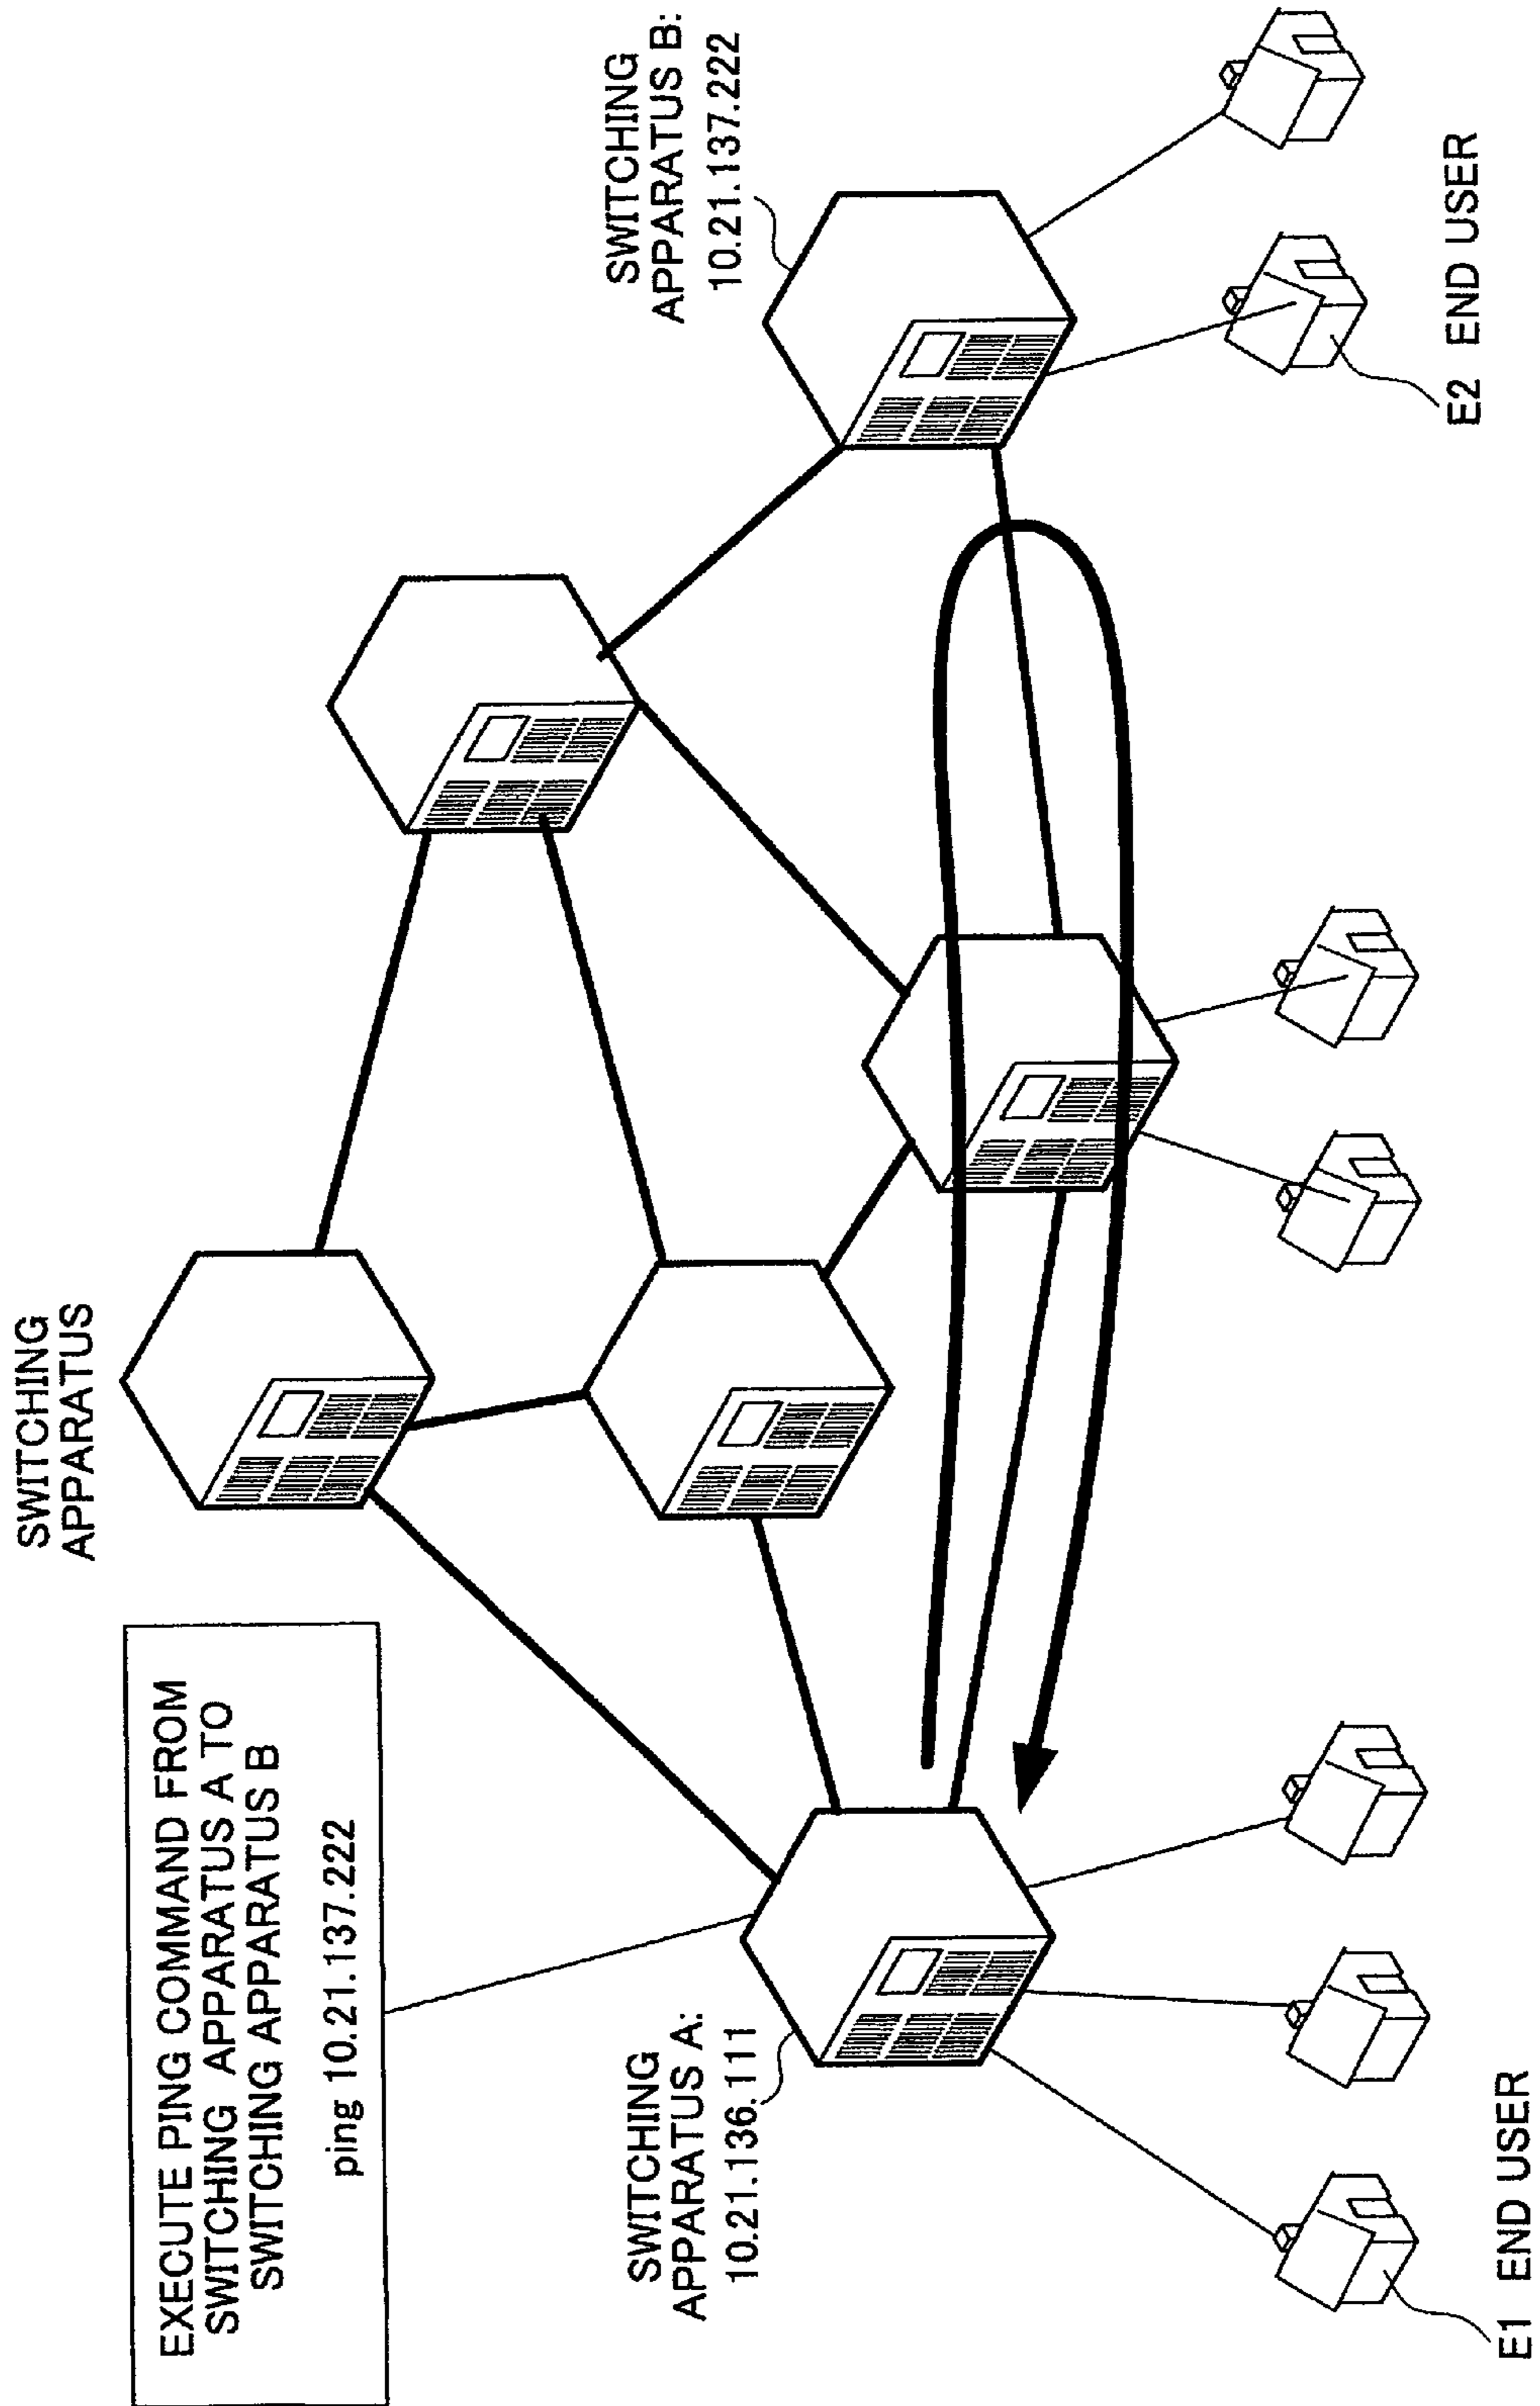 EXECUTE PING COMMAND FROM
SWITCHING APPARATUS A TO
SWITCHING APPARATUS B
ping 10.21.137.222
SWITCHING
APPARATUS
SWITCHING
APPARATUS B:
10.21.137.222
SWITCHING
APPARATUS A:
10.21.136.111
E1 END USER
E2 END USER